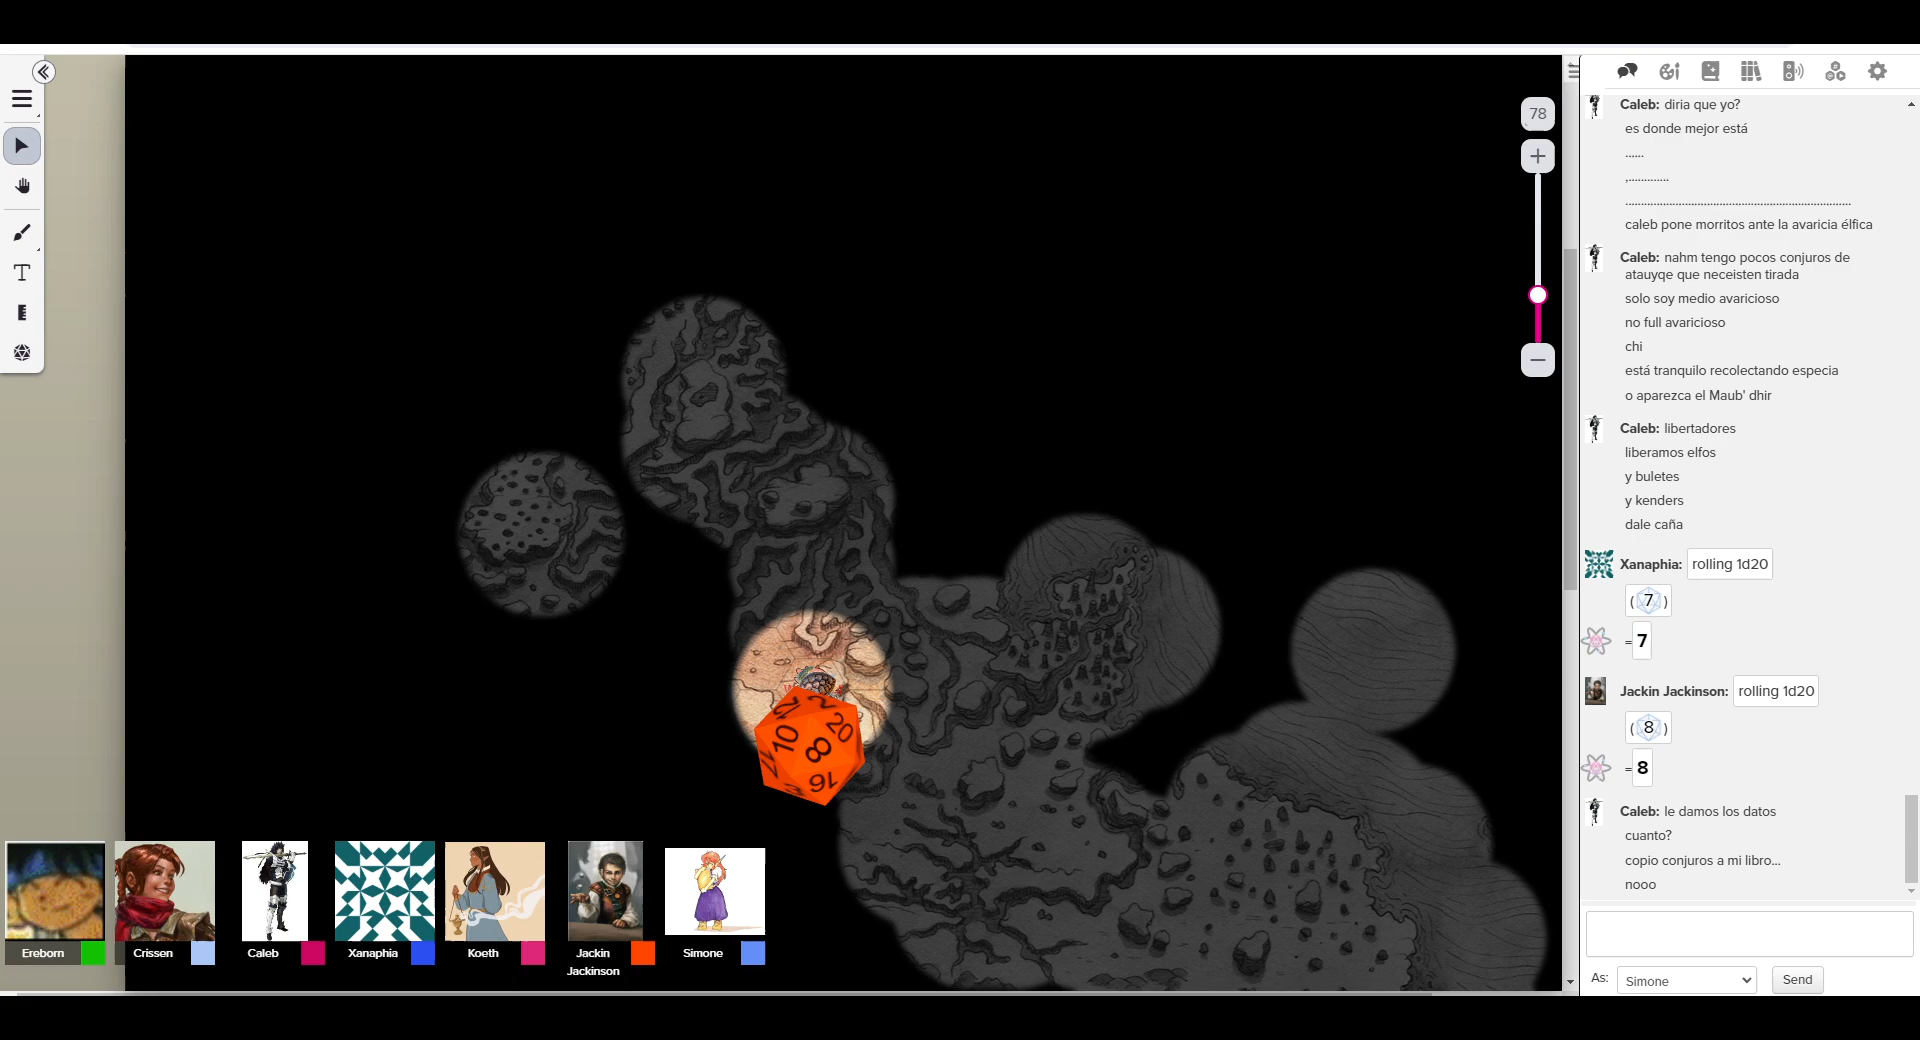 78
Caleb: diria que yo?
es donde mejor está
......
,.............
........................................................................
caleb pone morritos ante la avaricia élfica
Caleb: nahm tengo pocos conjuros de
atauyqe que neceisten tirada
solo soy medio avaricioso
no full avaricioso
chi
está tranquilo recolectando especia
o aparezca el Maub' dhir
Caleb: libertadores
liberamos elfos
y buletes
y kenders
dale caña
Xanaphia: rolling 1d20
(7)
=7
Jackin Jackinson: rolling 1d20
(8)
=8
Caleb: le damos los datos
cuanto?
copio conjuros a mi libro...
nooo
As: Simone Send
10 8 20 16
Ereborn
Crissen
Caleb
Xanaphia
Koeth
Jackin
Jackinson
Simone